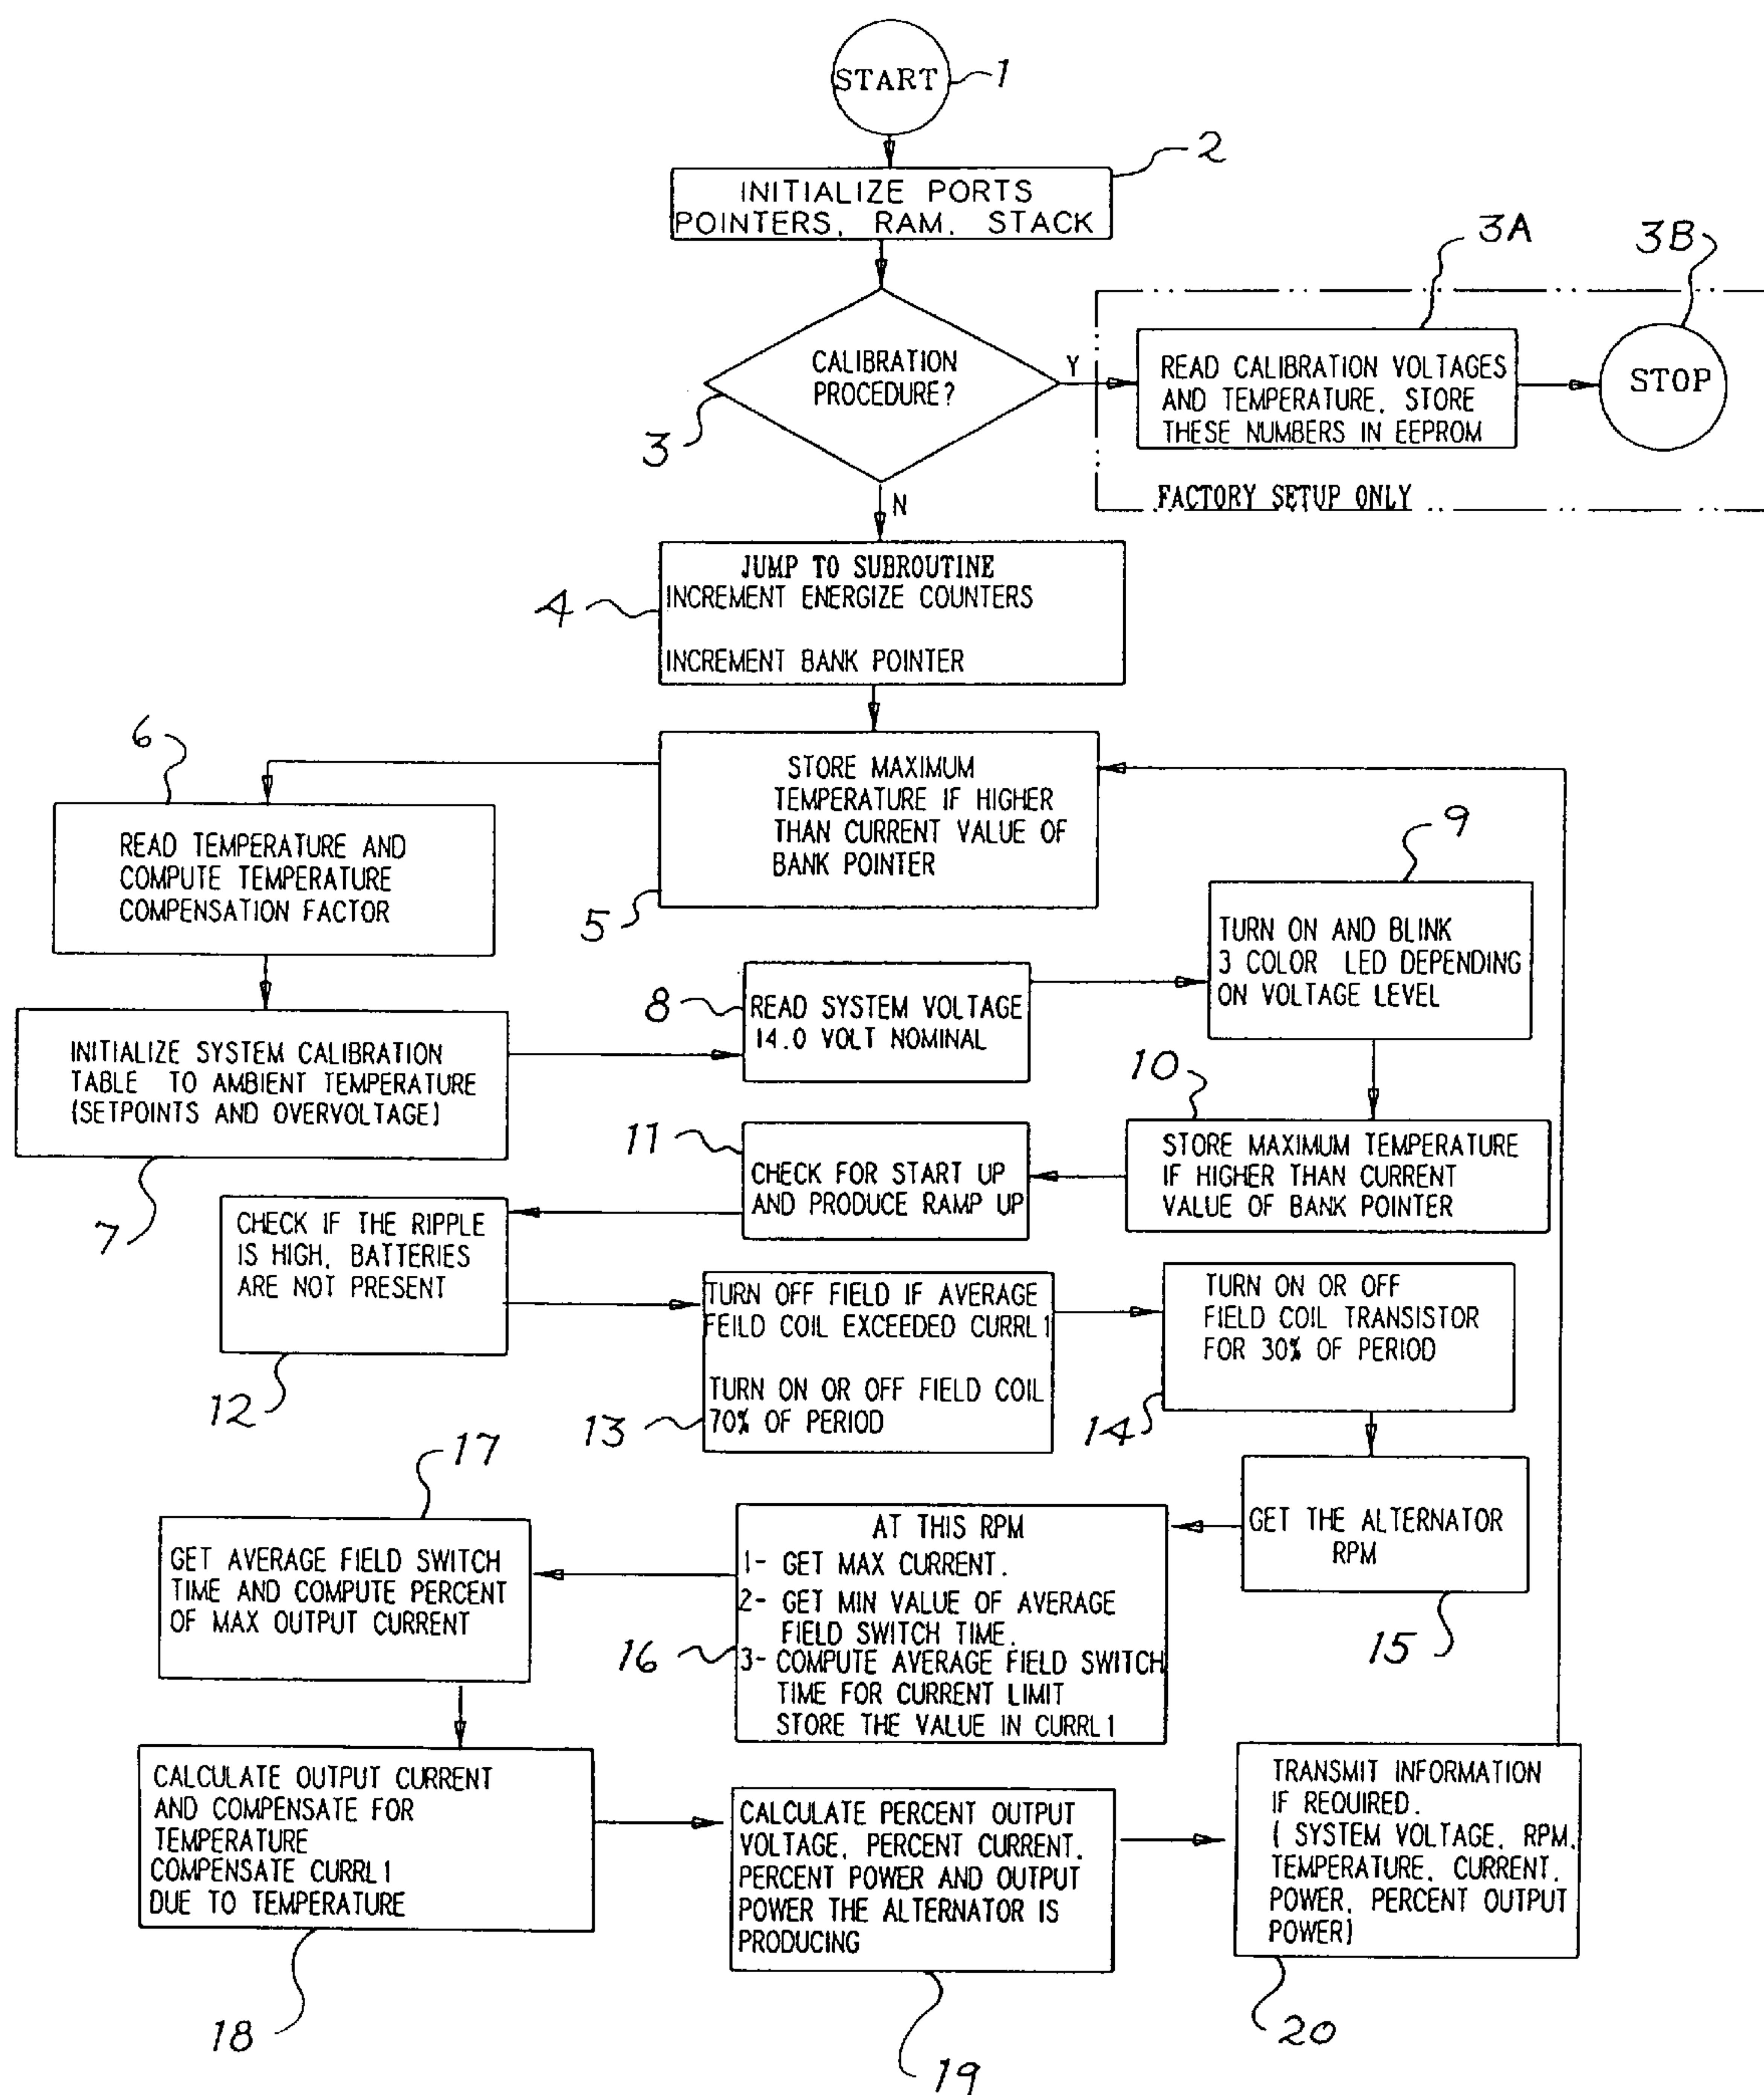 START
1
2
INITIALIZE PORTS
POINTERS, RAM, STACK
3A
3B
CALIBRATION
PROCEDURE?
3
Y
READ CALIBRATION VOLTAGES
AND TEMPERATURE, STORE
THESE NUMBERS IN EEPROM
STOP
FACTORY SETUP ONLY
N
JUMP TO SUBROUTINE
INCREMENT ENERGIZE COUNTERS
INCREMENT BANK POINTER
4
STORE MAXIMUM
TEMPERATURE IF HIGHER
THAN CURRENT VALUE OF
BANK POINTER
5
6
READ TEMPERATURE AND
COMPUTE TEMPERATURE
COMPENSATION FACTOR
INITIALIZE SYSTEM CALIBRATION
TABLE TO AMBIENT TEMPERATURE
(SETPOINTS AND OVERVOLTAGE)
7
8
READ SYSTEM VOLTAGE
14.0 VOLT NOMINAL
9
TURN ON AND BLINK
3 COLOR LED DEPENDING
ON VOLTAGE LEVEL
10
STORE MAXIMUM TEMPERATURE
IF HIGHER THAN CURRENT
VALUE OF BANK POINTER
11
CHECK FOR START UP
AND PRODUCE RAMP UP
CHECK IF THE RIPPLE
IS HIGH, BATTERIES
ARE NOT PRESENT
12
TURN OFF FIELD IF AVERAGE
FEILD COIL EXCEEDED CURRL1
TURN ON OR OFF FIELD COIL
70% OF PERIOD
13
TURN ON OR OFF
FIELD COIL TRANSISTOR
FOR 30% OF PERIOD
14
GET THE ALTERNATOR
RPM
15
AT THIS RPM
1- GET MAX CURRENT.
2- GET MIN VALUE OF AVERAGE
FIELD SWITCH TIME.
3- COMPUTE AVERAGE FIELD SWITCH
TIME FOR CURRENT LIMIT
STORE THE VALUE IN CURRL1
16
17
GET AVERAGE FIELD SWITCH
TIME AND COMPUTE PERCENT
OF MAX OUTPUT CURRENT
CALCULATE OUTPUT CURRENT
AND COMPENSATE FOR
TEMPERATURE
COMPENSATE CURRL1
DUE TO TEMPERATURE
18
CALCULATE PERCENT OUTPUT
VOLTAGE, PERCENT CURRENT,
PERCENT POWER AND OUTPUT
POWER THE ALTERNATOR IS
PRODUCING
19
TRANSMIT INFORMATION
IF REQUIRED.
( SYSTEM VOLTAGE, RPM,
TEMPERATURE, CURRENT,
POWER, PERCENT OUTPUT
POWER)
20